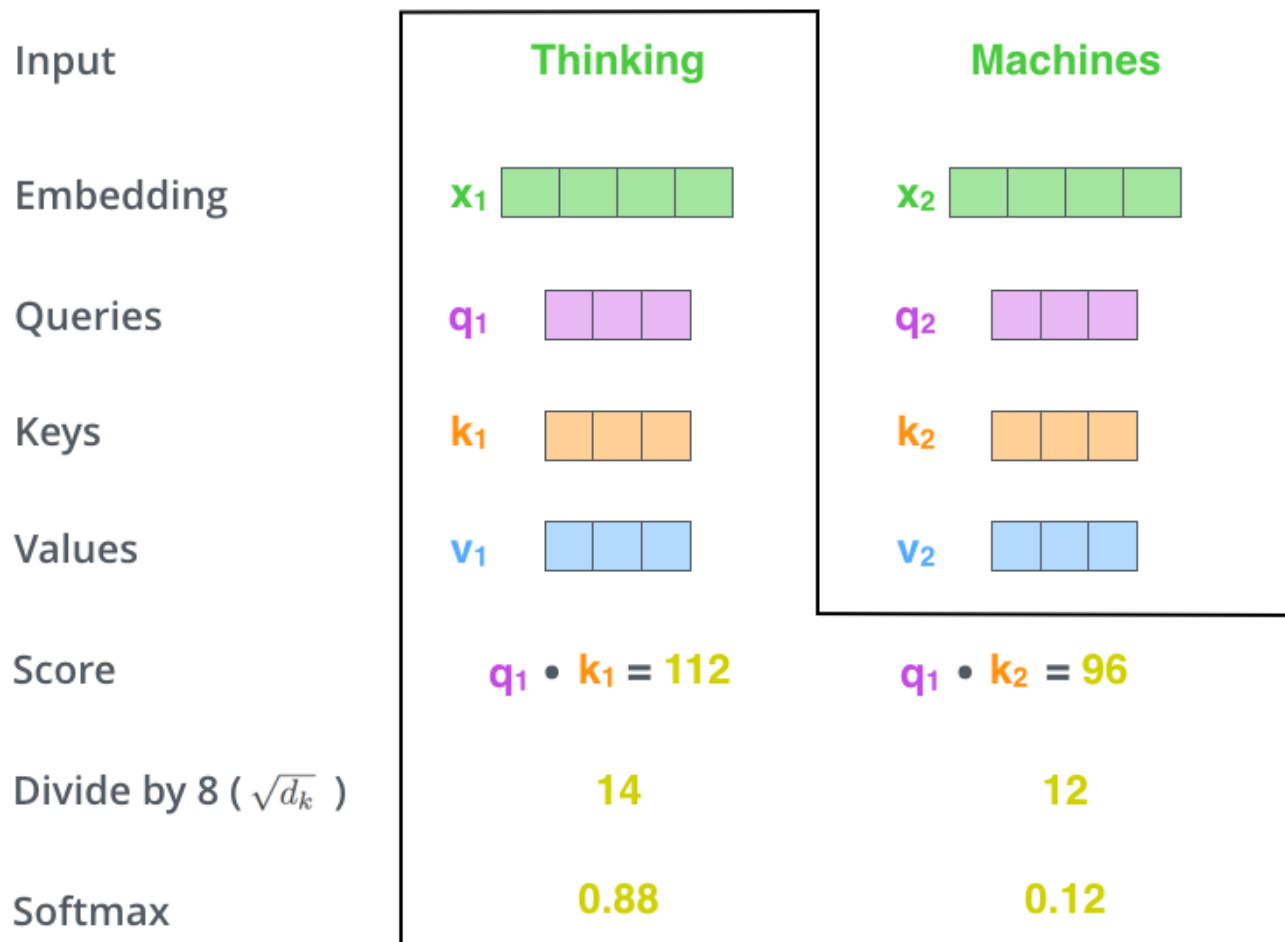 Input Thinking Machines
Embedding x₁ x₂
Queries q₁ q₂
Keys k₁ k₂
Values v₁ v₂
Score q₁ • k₁ = 112 q₁ • k₂ = 96
Divide by 8 ( √dₖ ) 14 12
Softmax 0.88 0.12